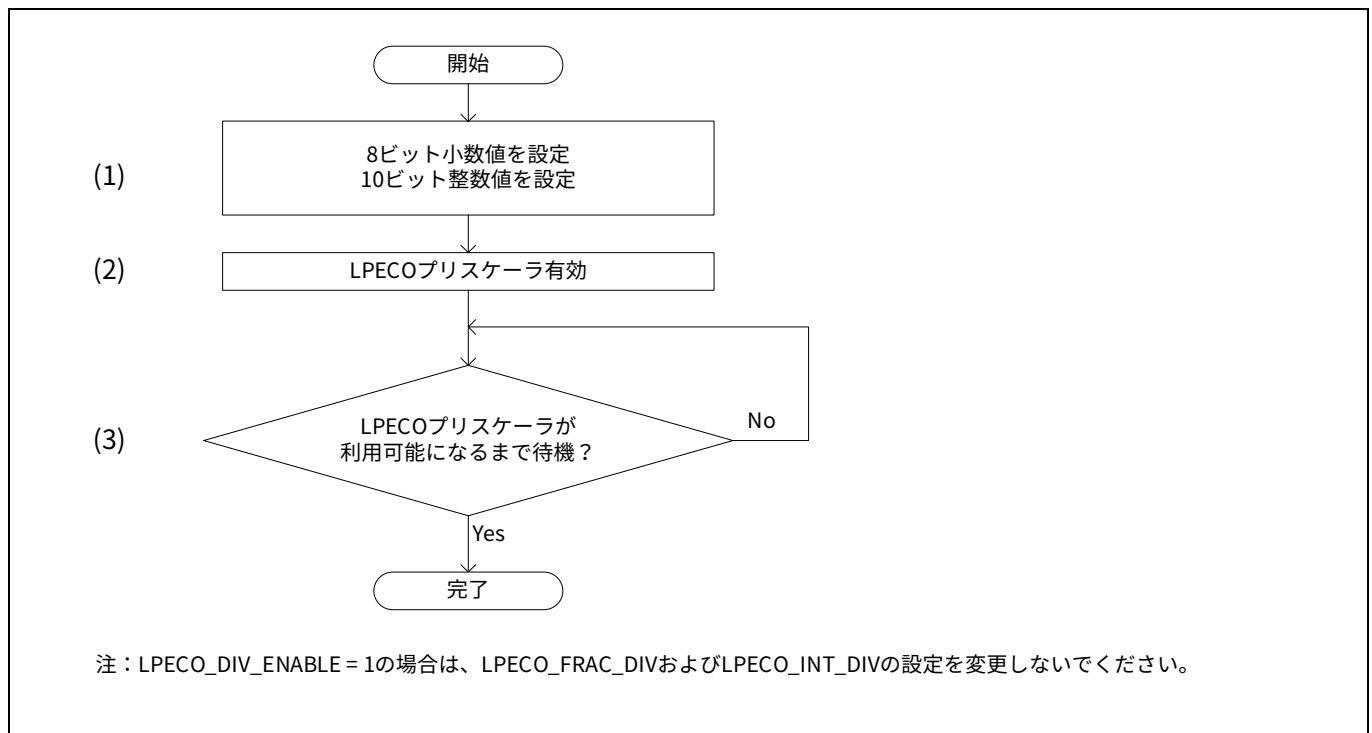 開始
(1)
8ビット小数値を設定
10ビット整数値を設定
(2)
LPECOプリスケーラ有効
(3)
LPECOプリスケーラが
利用可能になるまで待機？
No
Yes
完了
注：LPECO_DIV_ENABLE = 1の場合は、LPECO_FRAC_DIVおよびLPECO_INT_DIVの設定を変更しないでください。